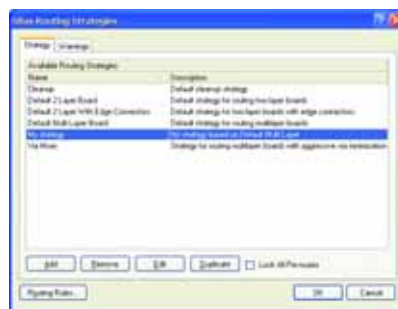 Situs Routing Strategies
Strategy Warnings
Available Routing Strategies
Name Description
Cleanup Default cleanup strategy
Default 2 Layer Board Default strategy for routing two-layer boards
Default 2 Layer With Edge Connectors Default strategy for two-layer boards with edge connectors
Default Multi Layer Board Default strategy for routing multilayer boards
My strategy My strategy based on Default Multi Layer
Via Miser Strategy for routing multilayer boards with aggressive via minimization
Add Remove Edit Duplicate Lock All Pre-routes
Routing Rules... OK Cancel